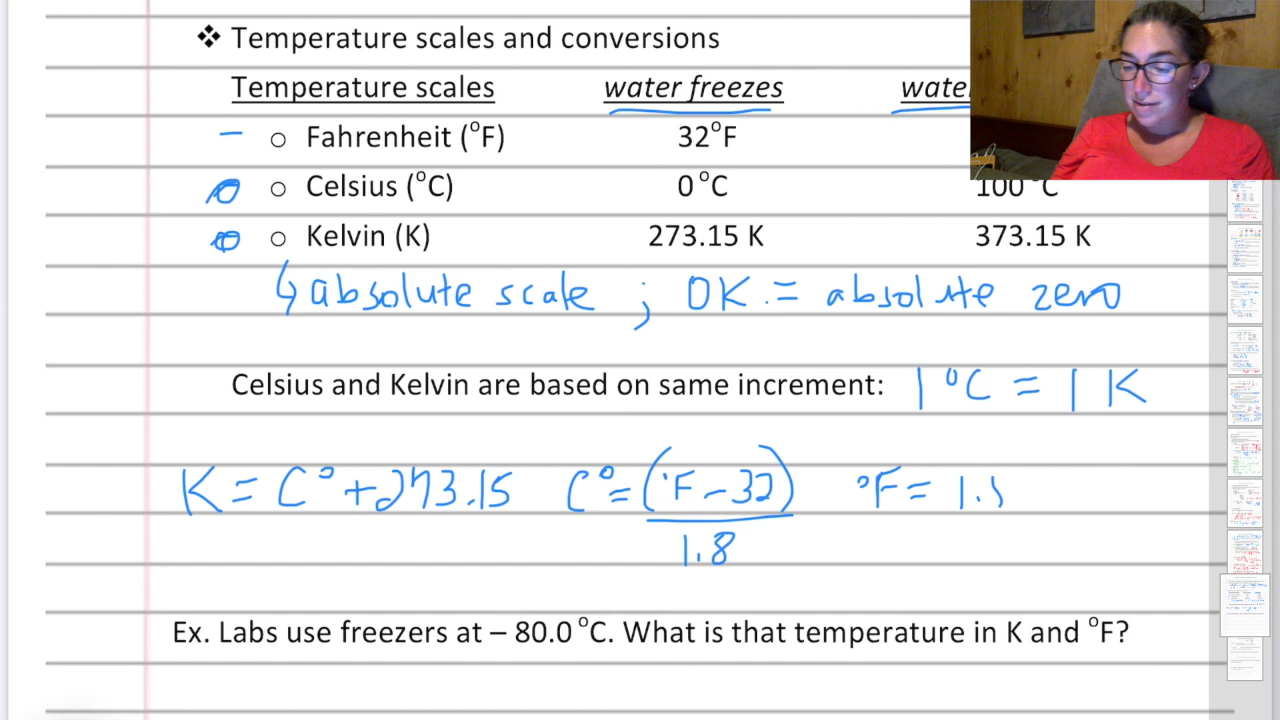 ❖ Temperature scales and conversions
Temperature scales water freezes
– o Fahrenheit (°F) 32°F
o Celsius (°C) 0 °C 100 °C
o Kelvin (K) 273.15 K 373.15 K
↳ absolute scale ; 0K = absolute zero
Celsius and Kelvin are based on same increment: 1 °C = 1 K
K = C° + 273.15 C° = (°F – 32) °F = 1.
1.8
Ex. Labs use freezers at – 80.0 °C. What is that temperature in K and °F?